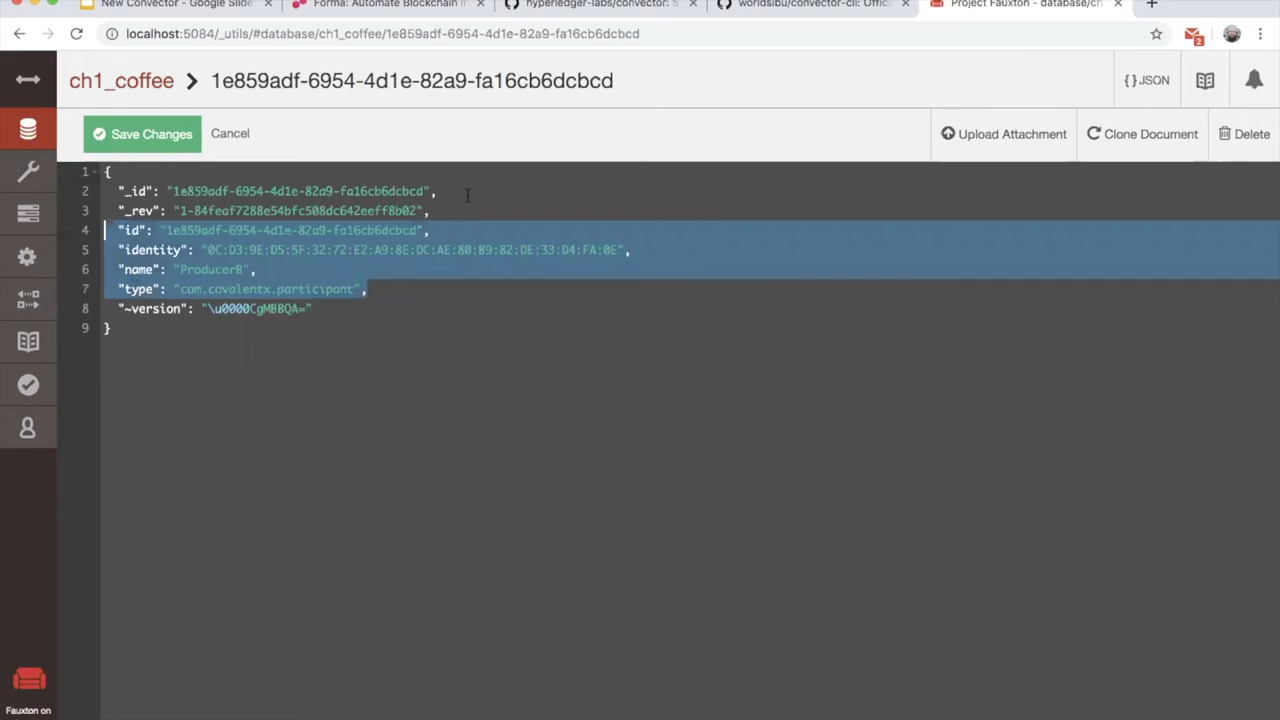 New Convector - Google Slide × Forma: Automate Blockchain in × hyperledger-labs/convector: S × worldsibu/convector-cli: Offici × Project Fauxton - database/ch × +
localhost:5084/_utils/#database/ch1_coffee/1e859adf-6954-4d1e-82a9-fa16cb6dcbcd 2
ch1_coffee > 1e859adf-6954-4d1e-82a9-fa16cb6dcbcd { } JSON
Save Changes Cancel Upload Attachment Clone Document Delete
1 {
2 "_id": "1e859adf-6954-4d1e-82a9-fa16cb6dcbcd",
3 "_rev": "1-84feaf7288e54bfc508dc642eeff8b02",
4 "id": "1e859adf-6954-4d1e-82a9-fa16cb6dcbcd",
5 "identity": "0C:D3:9E:D5:5F:32:72:E2:A9:8E:DC:AE:80:B9:82:DE:33:D4:FA:0E",
6 "name": "ProducerB",
7 "type": "com.covalentx.participant",
8 "~version": "\u0000CgMBBQA="
9 }
Fauxton on